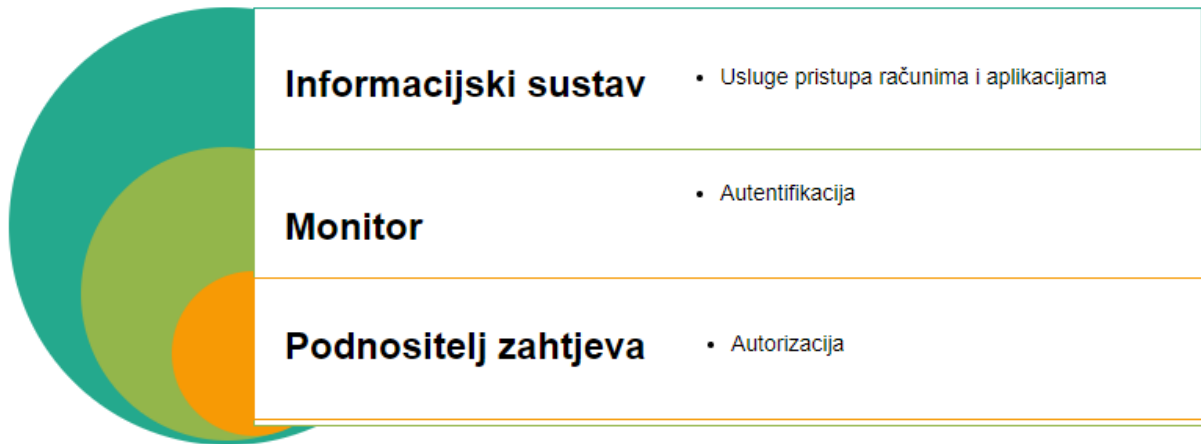 Informacijski sustav
• Usluge pristupa računima i aplikacijama
Monitor
• Autentifikacija
Podnositelj zahtjeva
• Autorizacija